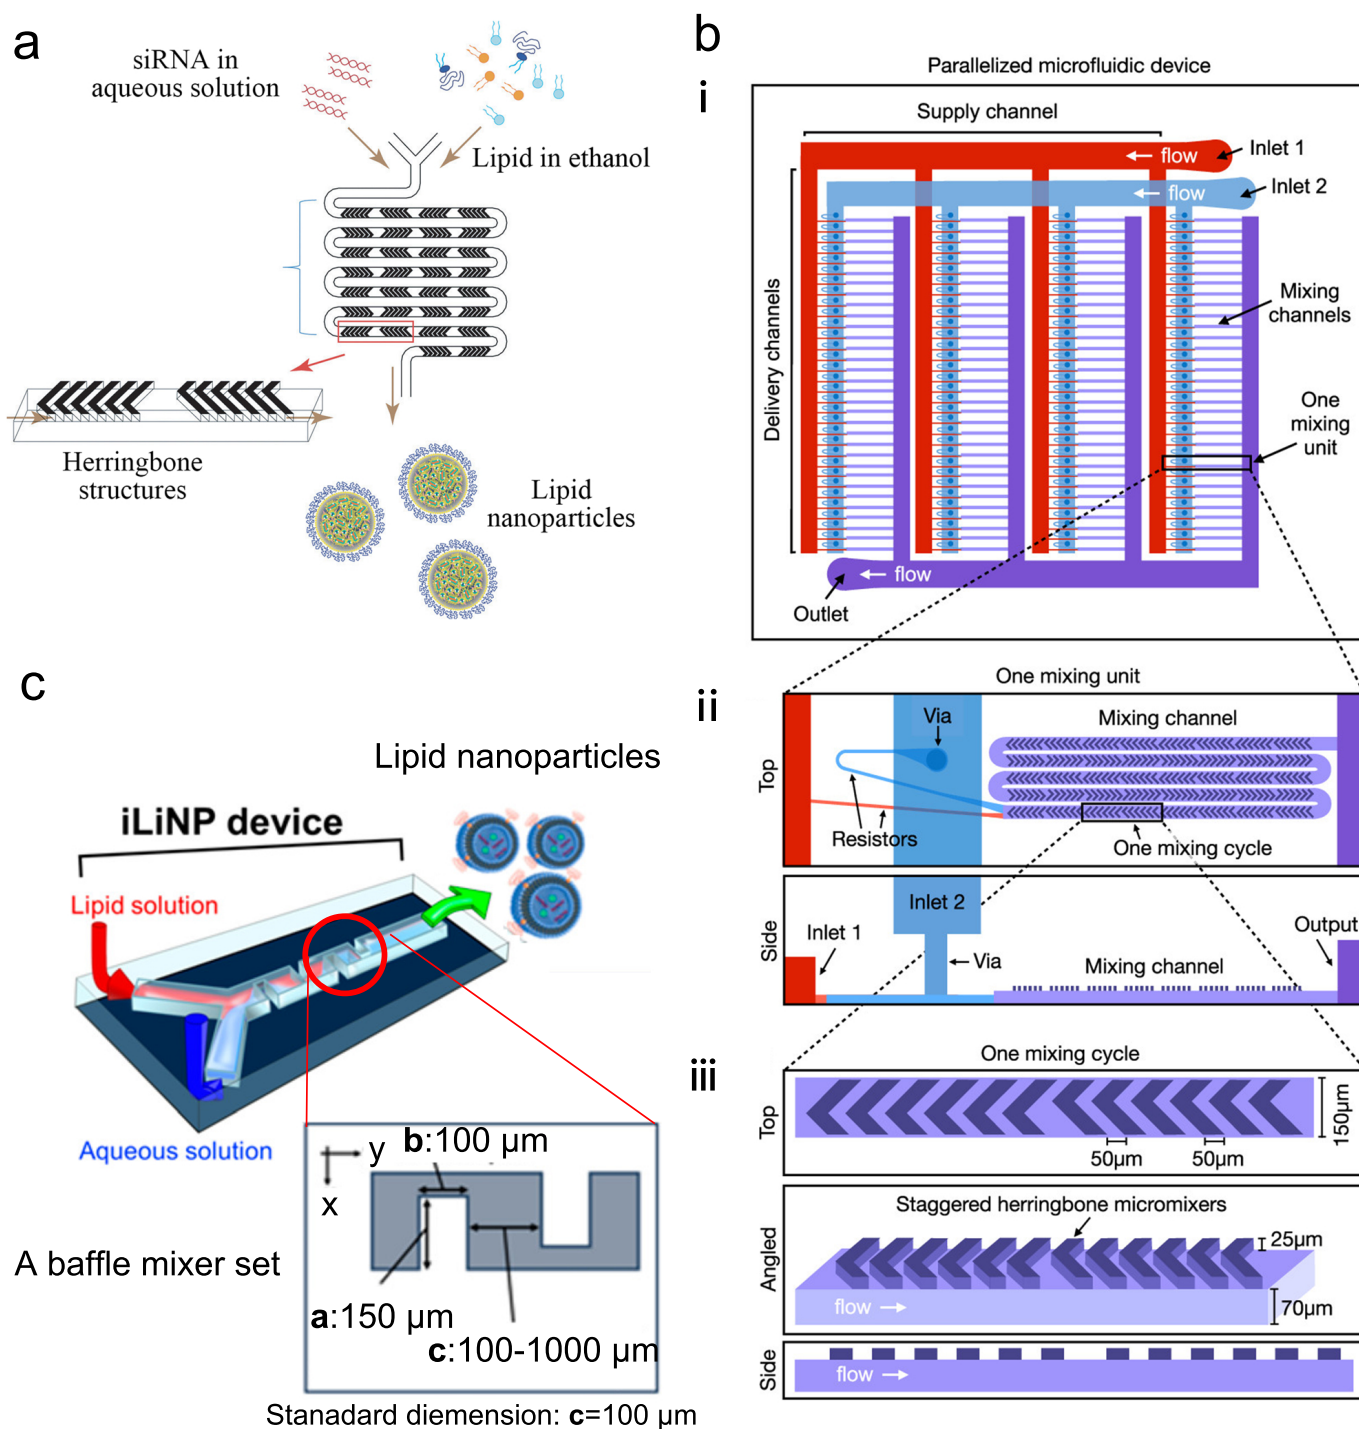 a
siRNA in
aqueous solution
Lipid in ethanol
Herringbone
structures
Lipid
nanoparticles
b
Parallelized microfluidic device
i
Supply channel
← flow
Inlet 1
← flow
Inlet 2
Delivery channels
Mixing
channels
One
mixing
unit
← flow
Outlet
One mixing unit
ii
Top
Via
Mixing channel
Resistors
One mixing cycle
Side
Inlet 2
Inlet 1
Via
Mixing channel
Output
One mixing cycle
iii
Top
150μm
50μm
50μm
Staggered herringbone micromixers
Angled
25μm
flow →
70μm
Side
flow →
c
Lipid nanoparticles
iLiNP device
Lipid solution
Aqueous solution
b:100 μm
y
x
A baffle mixer set
a:150 μm
c:100-1000 μm
Stanadard diemension: c=100 μm